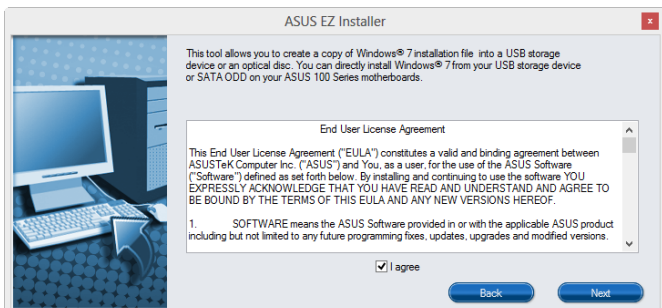 ASUS EZ Installer
x
This tool allows you to create a copy of Windows® 7 installation file into a USB storage
device or an optical disc. You can directly install Windows® 7 from your USB storage device
or SATA ODD on your ASUS 100 Series motherboards.
End User License Agreement
This End User License Agreement ("EULA") constitutes a valid and binding agreement between
ASUSTeK Computer Inc. ("ASUS") and You, as a user, for the use of the ASUS Software
("Software") defined as set forth below. By installing and continuing to use the software YOU
EXPRESSLY ACKNOWLEDGE THAT YOU HAVE READ AND UNDERSTAND AND AGREE TO
BE BOUND BY THE TERMS OF THIS EULA AND ANY NEW VERSIONS HEREOF.
1. SOFTWARE means the ASUS Software provided in or with the applicable ASUS product
including but not limited to any future programming fixes, updates, upgrades and modified versions.
I agree
Back Next